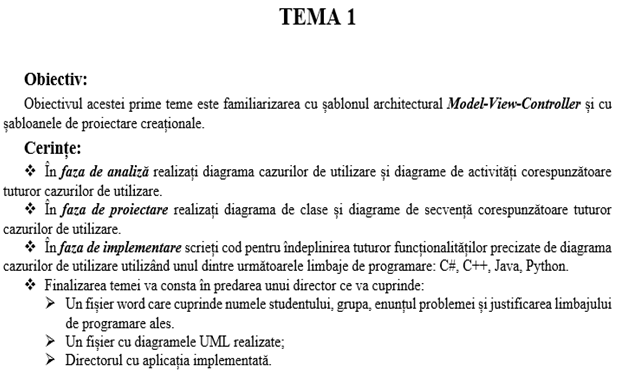 TEMA 1
Obiectiv:
Obiectivul acestei prime teme este familiarizarea cu șablonul architectural Model-View-Controller și cu
șabloanele de proiectare creaționale.
Cerințe:
❖ În faza de analiză realizați diagrama cazurilor de utilizare și diagrame de activități corespunzătoare
tuturor cazurilor de utilizare.
❖ În faza de proiectare realizați diagrama de clase și diagrame de secvență corespunzătoare tuturor
cazurilor de utilizare.
❖ În faza de implementare scrieți cod pentru îndeplinirea tuturor funcționalităților precizate de diagrama
cazurilor de utilizare utilizând unul dintre următoarele limbaje de programare: C#, C++, Java, Python.
❖ Finalizarea temei va consta în predarea unui director ce va cuprinde:
➢ Un fișier word care cuprinde numele studentului, grupa, enunțul problemei și justificarea limbajului
de programare ales.
➢ Un fișier cu diagramele UML realizate;
➢ Directorul cu aplicația implementată.